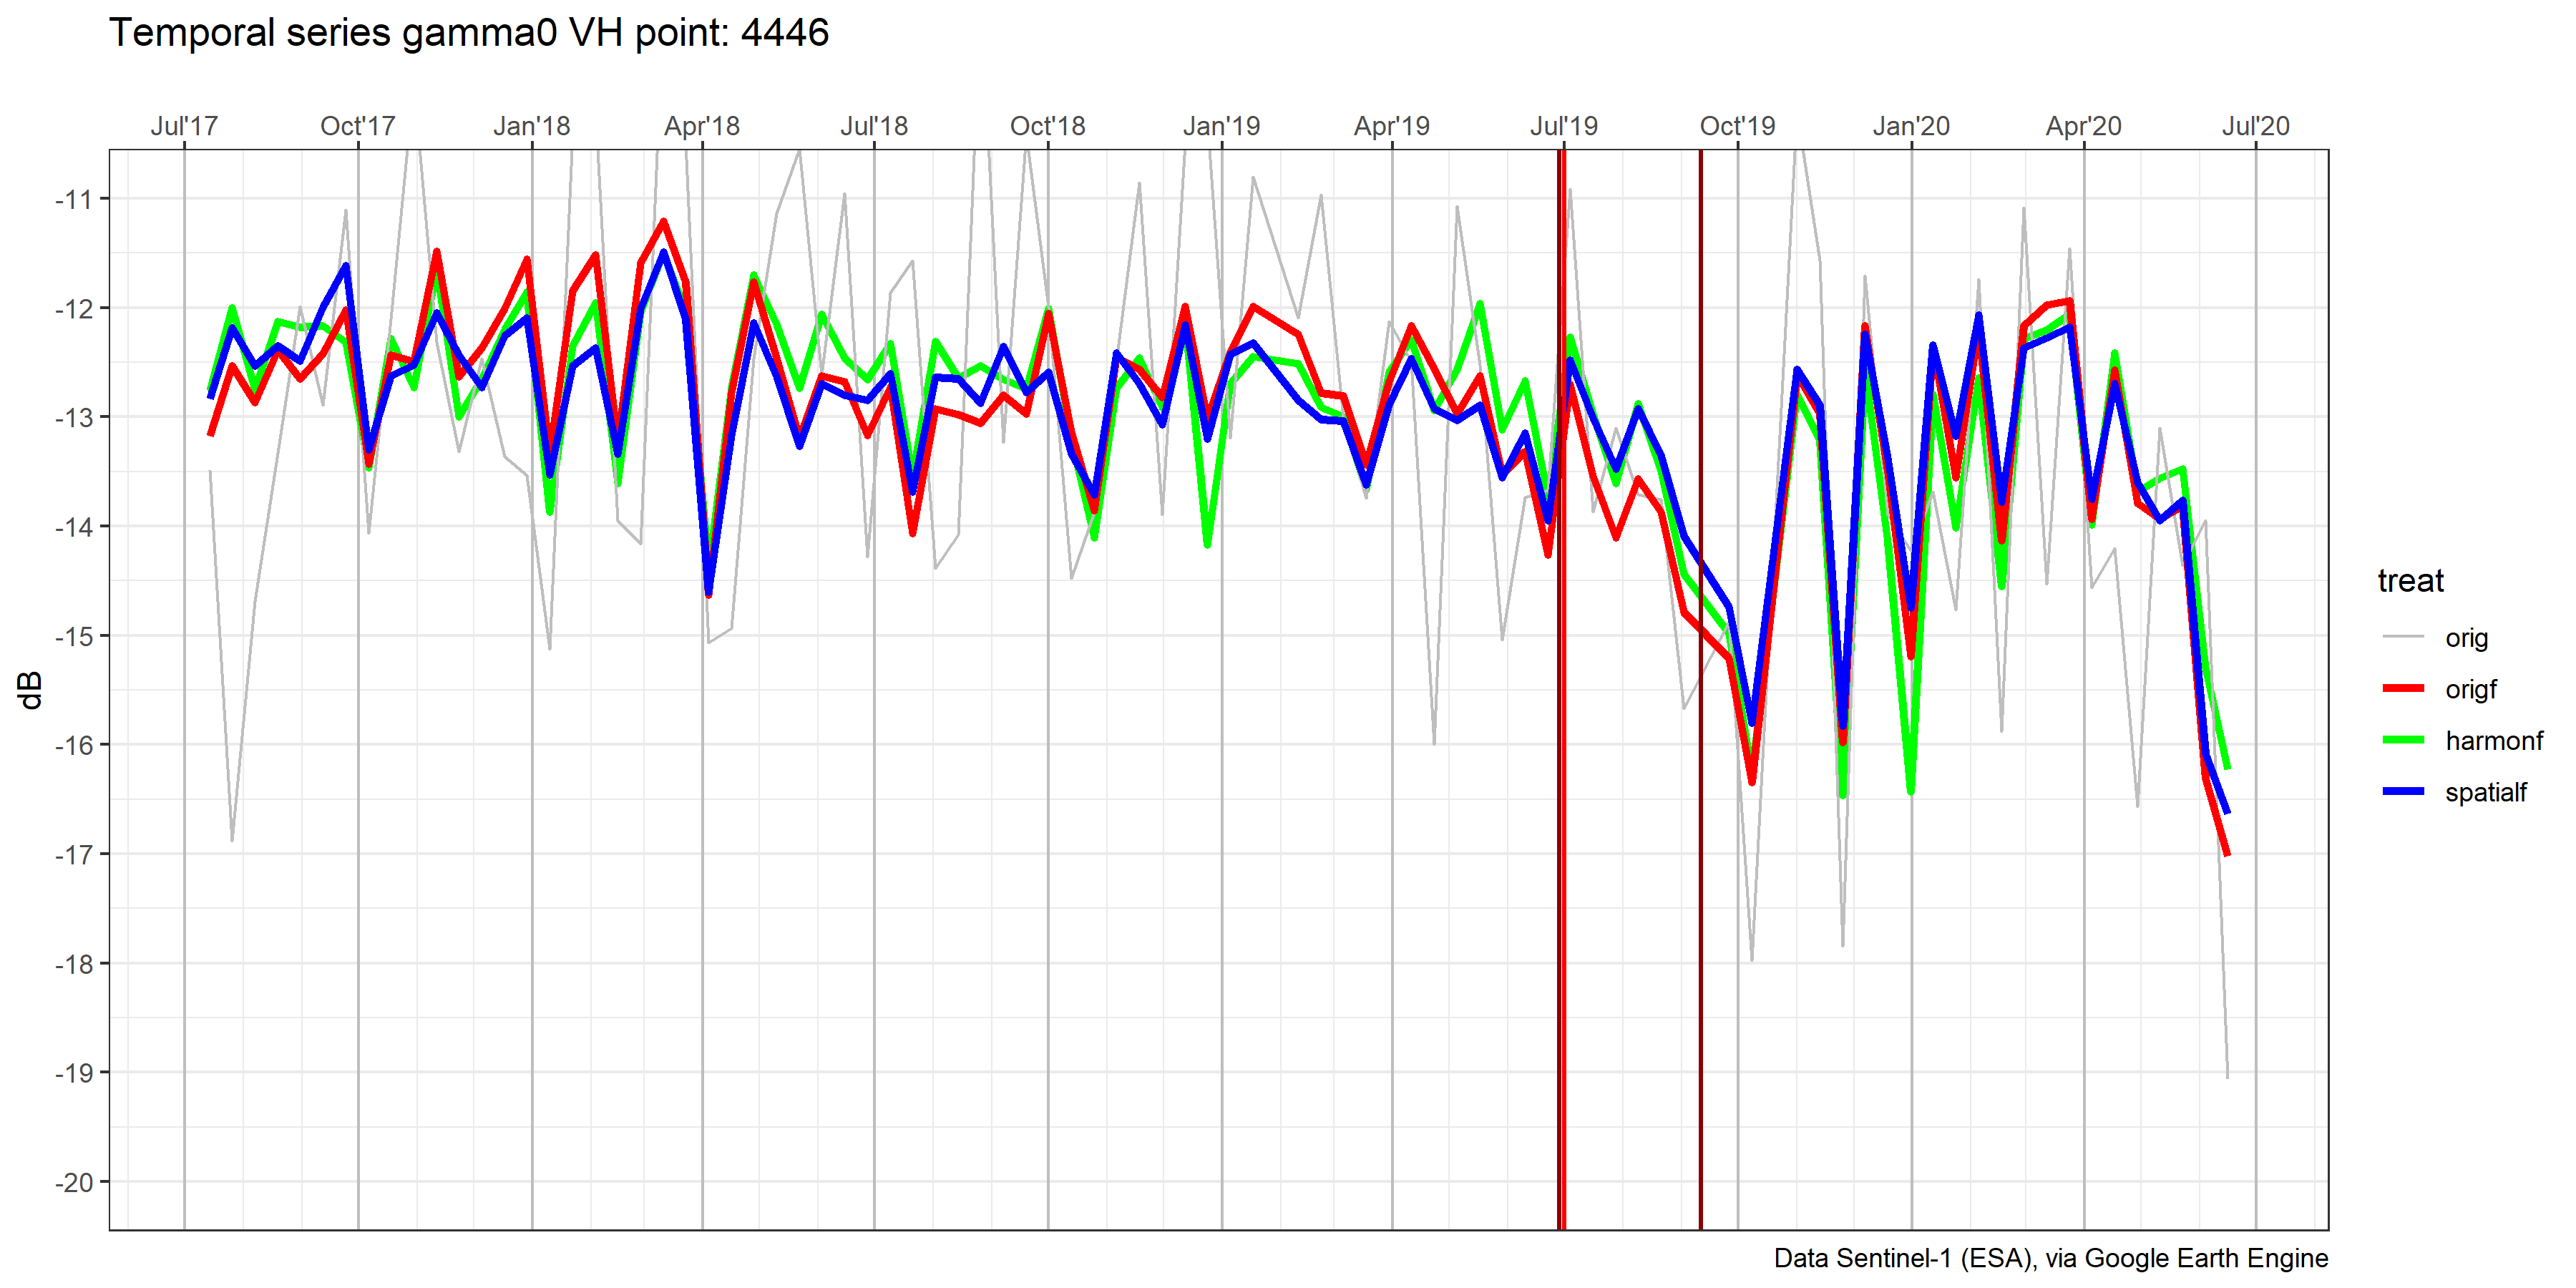 Temporal series gamma0 VH point: 4446
Jul'17 Oct'17 Jan'18 Apr'18 Jul'18 Oct'18 Jan'19 Apr'19 Jul'19 Oct'19 Jan'20 Apr'20 Jul'20
-11
-12
-13
-14
-15
-16
-17
-18
-19
-20
dB
treat
orig
origf
harmonf
spatialf
Data Sentinel-1 (ESA), via Google Earth Engine